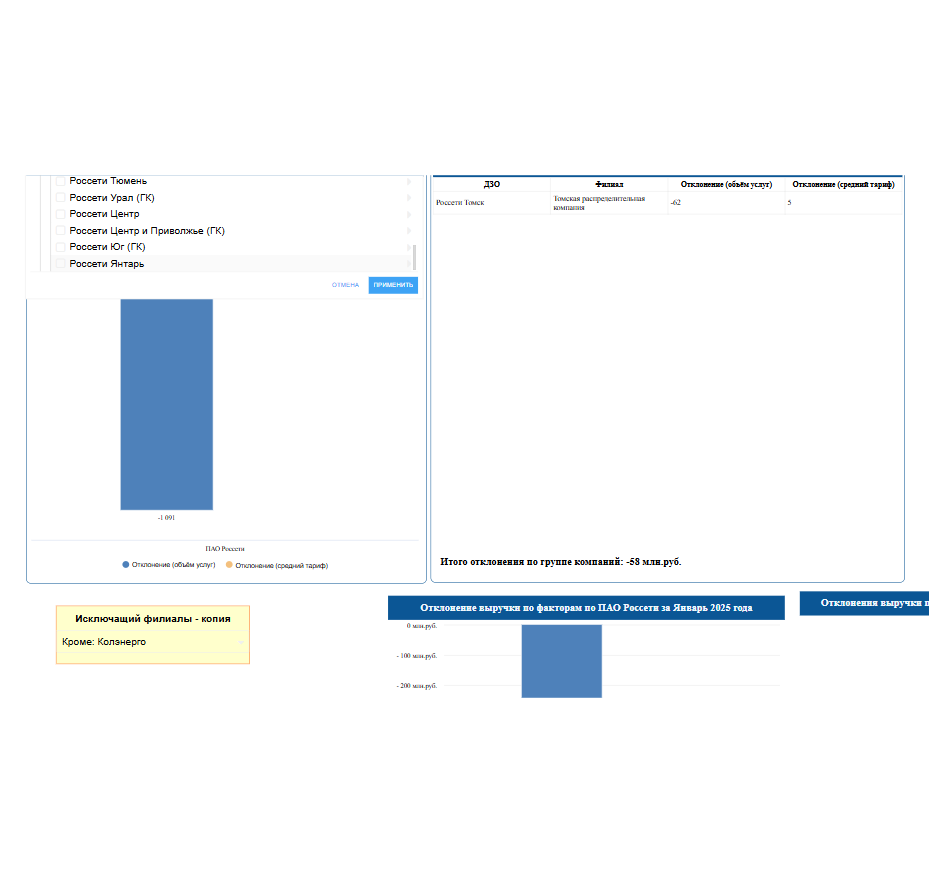 Россети Тюмень
Россети Урал (ГК)
Россети Центр
Россети Центр и Приволжье (ГК)
Россети Юг (ГК)
Россети Янтарь
ОТМЕНА
ПРИМЕНИТЬ
-1 091
ПАО Россети
Отклонение (объём услуг)
Отклонение (средний тариф)
ДЗО
Филиал
Отклонение (объём услуг)
Отклонение (средний тариф)
Россети Томск
Томская распределительная
компания
-62
5
Итого отклонения по группе компаний: -58 млн.руб.
Исключащий филиалы - копия
Кроме: Колэнерго
Отклонение выручки по факторам по ПАО Россети за Январь 2025 года
0 млн.руб.
- 100 млн.руб.
- 200 млн.руб.
Отклонения выручки